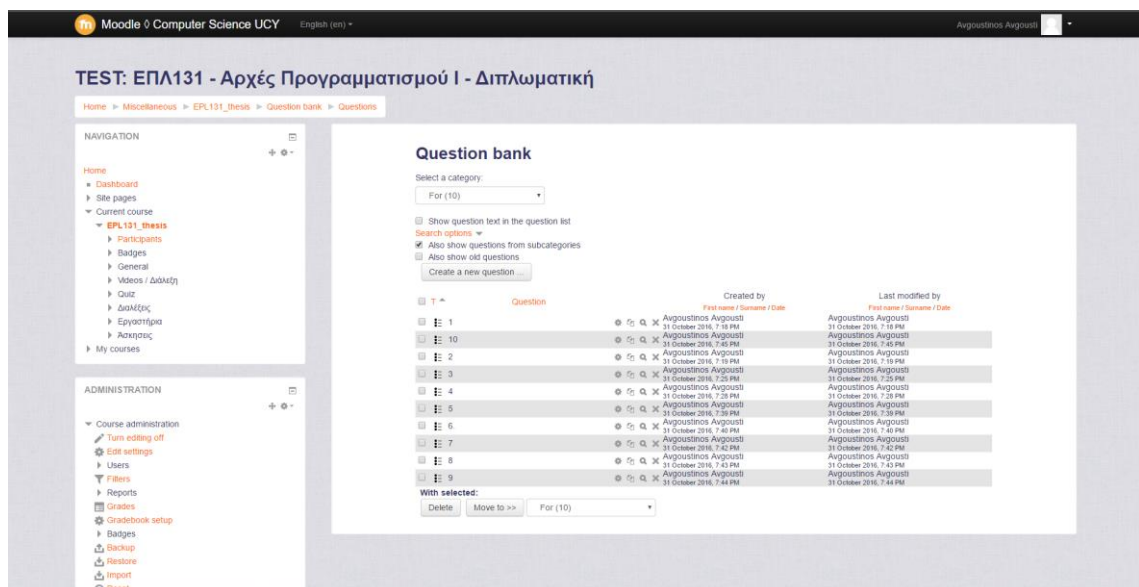 Moodle ◊ Computer Science UCY English (en) Avgoustinos Avgousti
TEST: ΕΠΛ131 - Αρχές Προγραμματισμού Ι - Διπλωματική
Home Miscellaneous EPL131_thesis Question bank Questions
NAVIGATION
Home
Dashboard
Site pages
Current course
EPL131_thesis
Participants
Badges
General
Videos / Διάλεξη
Quiz
Διαλέξεις
Εργαστήρια
Άσκησεις
My courses
ADMINISTRATION
Course administration
Turn editing off
Edit settings
Users
Filters
Reports
Grades
Gradebook setup
Badges
Backup
Restore
Import
Question bank
Select a category:
For (10)
Show question text in the question list
Search options
Also show questions from subcategories
Also show old questions
Create a new question ...
T Question Created by Last modified by
First name / Surname / Date First name / Surname / Date
1 Avgoustinos Avgousti Avgoustinos Avgousti
31 October 2016, 7:18 PM 31 October 2016, 7:18 PM
10 Avgoustinos Avgousti Avgoustinos Avgousti
31 October 2016, 7:45 PM 31 October 2016, 7:45 PM
2 Avgoustinos Avgousti Avgoustinos Avgousti
31 October 2016, 7:19 PM 31 October 2016, 7:19 PM
3 Avgoustinos Avgousti Avgoustinos Avgousti
31 October 2016, 7:25 PM 31 October 2016, 7:25 PM
4 Avgoustinos Avgousti Avgoustinos Avgousti
31 October 2016, 7:28 PM 31 October 2016, 7:28 PM
5 Avgoustinos Avgousti Avgoustinos Avgousti
31 October 2016, 7:39 PM 31 October 2016, 7:39 PM
6 Avgoustinos Avgousti Avgoustinos Avgousti
31 October 2016, 7:40 PM 31 October 2016, 7:40 PM
7 Avgoustinos Avgousti Avgoustinos Avgousti
31 October 2016, 7:42 PM 31 October 2016, 7:42 PM
8 Avgoustinos Avgousti Avgoustinos Avgousti
31 October 2016, 7:43 PM 31 October 2016, 7:43 PM
9 Avgoustinos Avgousti Avgoustinos Avgousti
31 October 2016, 7:44 PM 31 October 2016, 7:44 PM
With selected:
Delete Move to >> For (10)